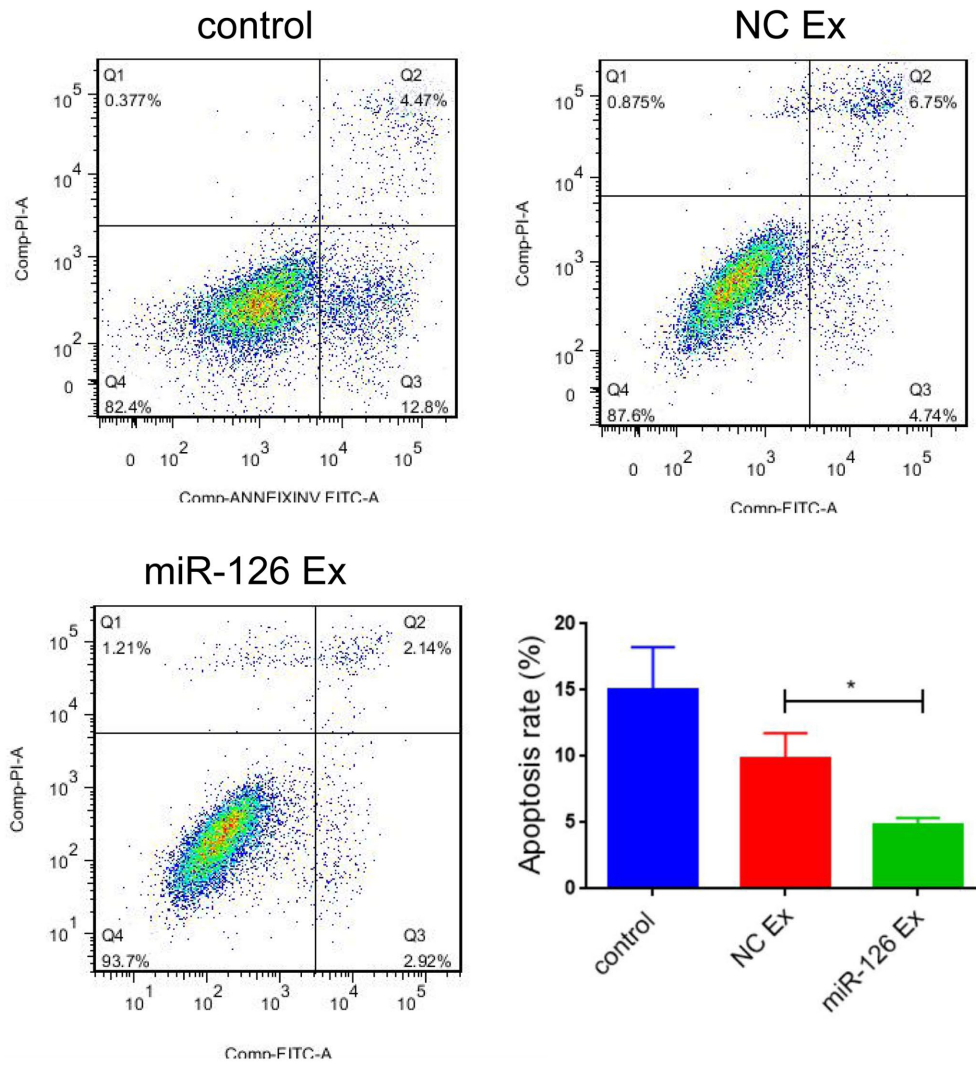 control
Q1
0.377%
Q2
4.47%
Q4
82.4%
Q3
12.8%
10^5
10^4
10^3
10^2
0
Comp-PI-A
0 10^2 10^3 10^4 10^5
Comp-ANNEIXINV FITC-A
NC Ex
Q1
0.875%
Q2
6.75%
Q4
87.6%
Q3
4.74%
10^5
10^4
10^3
10^2
0
Comp-PI-A
0 10^2 10^3 10^4 10^5
Comp-FITC-A
miR-126 Ex
Q1
1.21%
Q2
2.14%
Q4
93.7%
Q3
2.92%
10^5
10^4
10^3
10^2
10^1
Comp-PI-A
10^1 10^2 10^3 10^4 10^5
Comp-FITC-A
Apoptosis rate (%)
20
15
10
5
0
*
control
NC Ex
miR-126 Ex